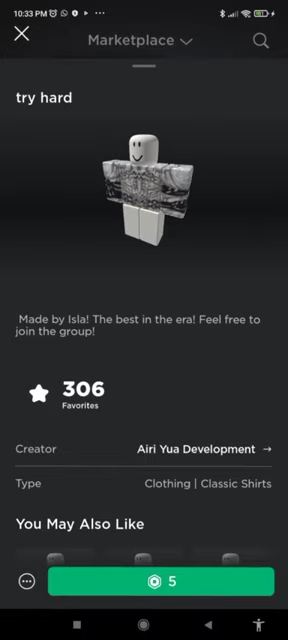 10:33 PM
Marketplace
try hard
Made by Isla! The best in the era! Feel free to
join the group!
306
Favorites
Creator
Airi Yua Development →
Type
Clothing | Classic Shirts
You May Also Like
5